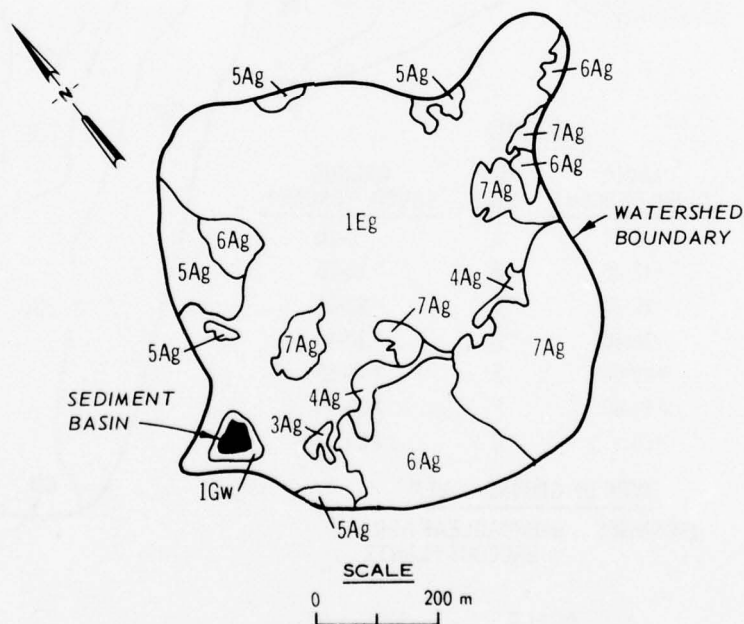 5Ag
5Ag
6Ag
N
7Ag
6Ag
7Ag
1Eg
WATERSHED
BOUNDARY
6Ag
5Ag
4Ag
7Ag
7Ag
5Ag
7Ag
SEDIMENT
BASIN
4Ag
3Ag
6Ag
1Gw
5Ag
SCALE
0 200 m